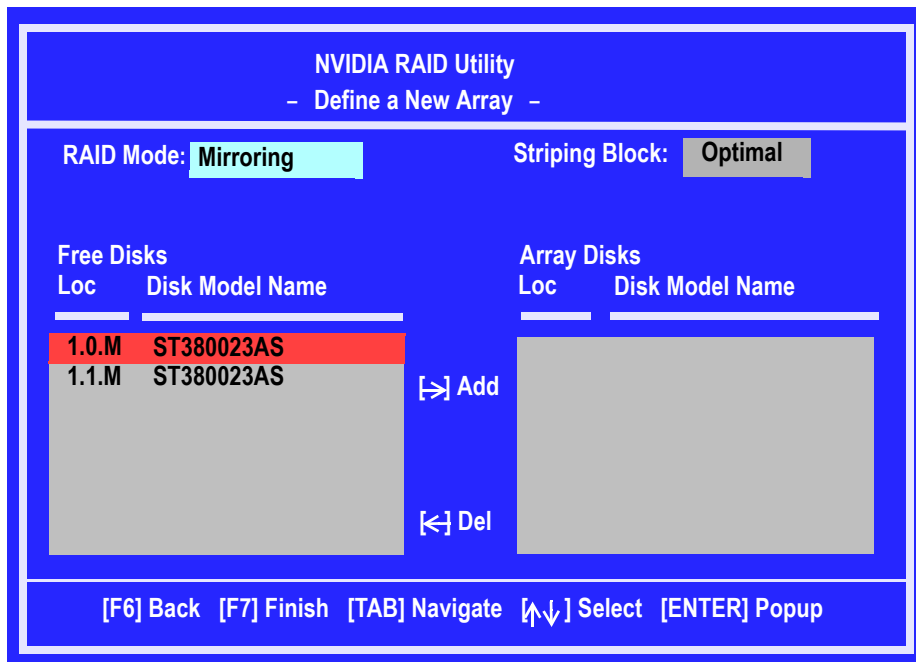 NVIDIA RAID Utility
– Define a New Array –
RAID Mode: Mirroring Striping Block: Optimal
Free Disks Array Disks
Loc Disk Model Name Loc Disk Model Name
1.0.M ST380023AS
1.1.M ST380023AS
[→] Add
[←] Del
[F6] Back [F7] Finish [TAB] Navigate [↑↓] Select [ENTER] Popup